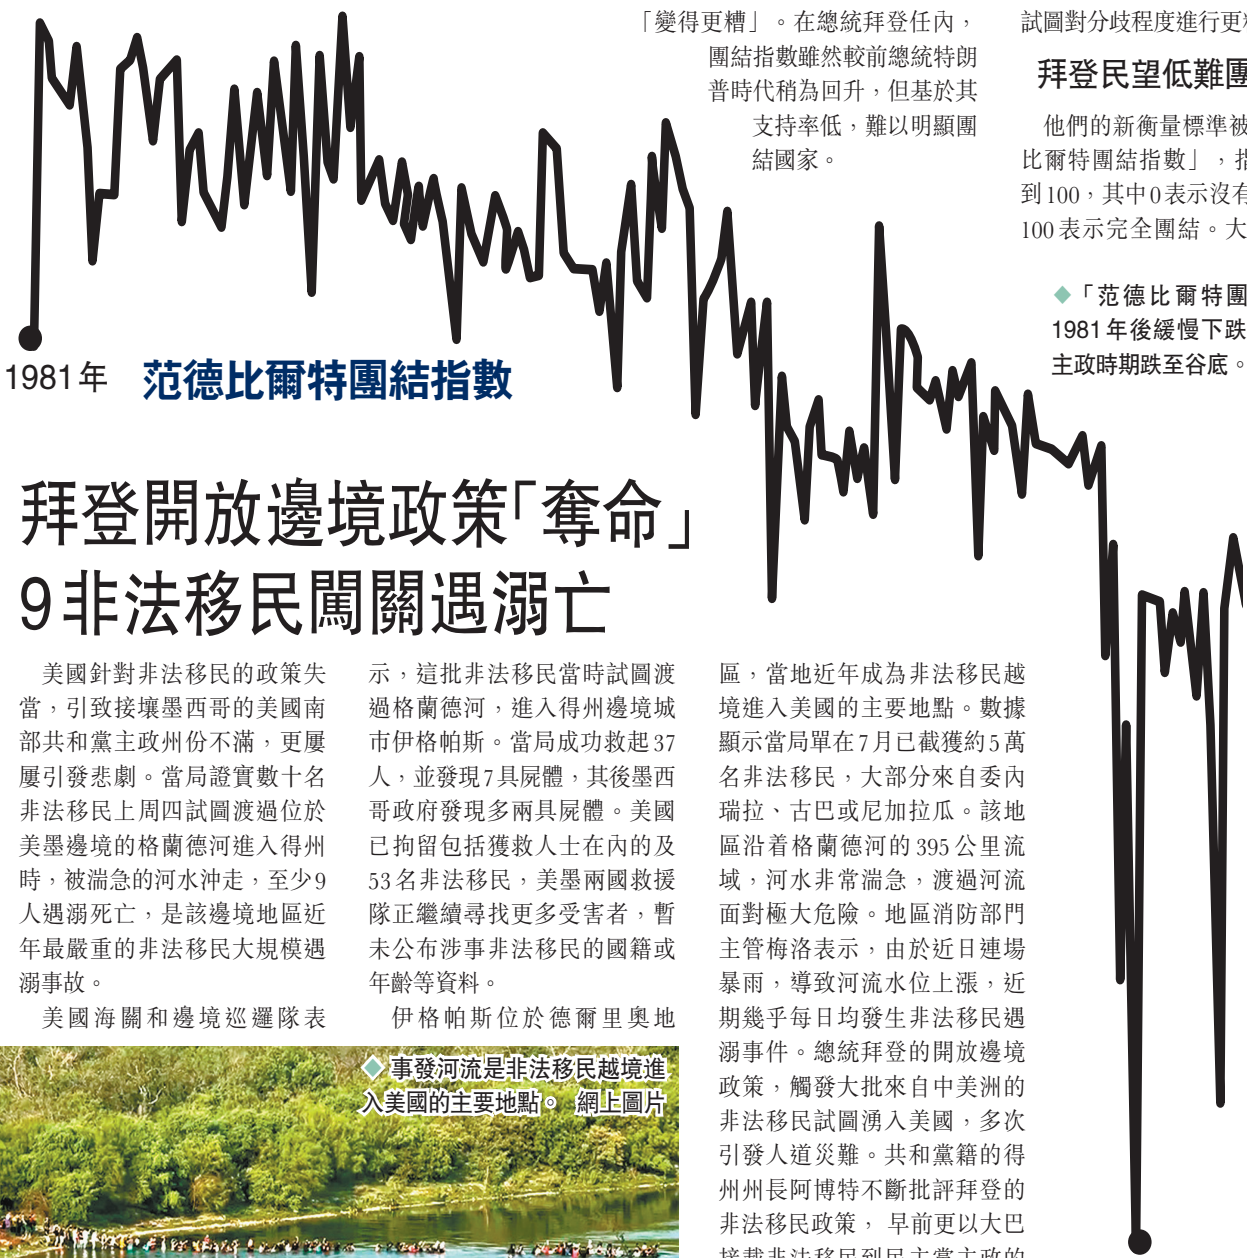 「變得更糟」。在總統拜登任內，
團結指數雖然較前總統特朗
普時代稍為回升，但基於其
支持率低，難以明顯團
結國家。
試圖對分歧程度進行更
拜登民望低難團
他們的新衡量標準被
比爾特團結指數」，指
到100，其中0表示沒有
100表示完全團結。大
◆「范德比爾特團
1981年後緩慢下跌
主政時期跌至谷底。
1981年
范德比爾特團結指數
拜登開放邊境政策「奪命」
9非法移民闖關遇溺亡
美國針對非法移民的政策失
當，引致接壤墨西哥的美國南
部共和黨主政州份不滿，更屢
屢引發悲劇。當局證實數十名
非法移民上周四試圖渡過位於
美墨邊境的格蘭德河進入得州
時，被湍急的河水沖走，至少9
人遇溺死亡，是該邊境地區近
年最嚴重的非法移民大規模遇
溺事故。
美國海關和邊境巡邏隊表
示，這批非法移民當時試圖渡
過格蘭德河，進入得州邊境城
市伊格帕斯。當局成功救起37
人，並發現7具屍體，其後墨西
哥政府發現多兩具屍體。美國
已拘留包括獲救人士在內的及
53名非法移民，美墨兩國救援
隊正繼續尋找更多受害者，暫
未公布涉事非法移民的國籍或
年齡等資料。
伊格帕斯位於德爾里奧地
區，當地近年成為非法移民越
境進入美國的主要地點。數據
顯示當局單在7月已截獲約5萬
名非法移民，大部分來自委內
瑞拉、古巴或尼加拉瓜。該地
區沿着格蘭德河的395公里流
域，河水非常湍急，渡過河流
面對極大危險。地區消防部門
主管梅洛表示，由於近日連場
暴雨，導致河流水位上漲，近
期幾乎每日均發生非法移民遇
溺事件。總統拜登的開放邊境
政策，觸發大批來自中美洲的
非法移民試圖湧入美國，多次
引發人道災難。共和黨籍的得
州州長阿博特不斷批評拜登的
非法移民政策， 早前更以大巴
接載非法移民到民主黨主政的
◆ 事發河流是非法移民越境進
入美國的主要地點。 網上圖片